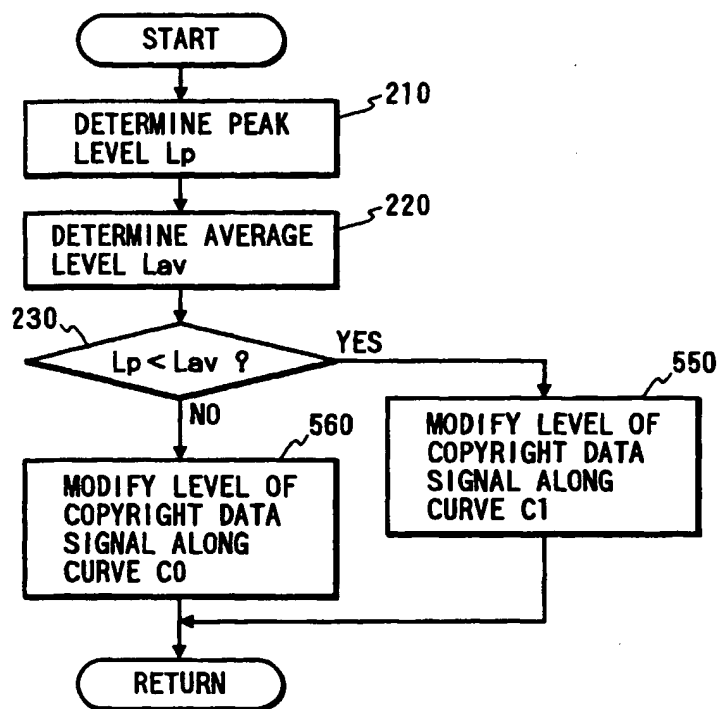 START
210
DETERMINE PEAK
LEVEL Lp
220
DETERMINE AVERAGE
LEVEL Lav
230
Lp < Lav ?
YES
NO
550
MODIFY LEVEL OF
COPYRIGHT DATA
SIGNAL ALONG
CURVE C1
560
MODIFY LEVEL OF
COPYRIGHT DATA
SIGNAL ALONG
CURVE C0
RETURN